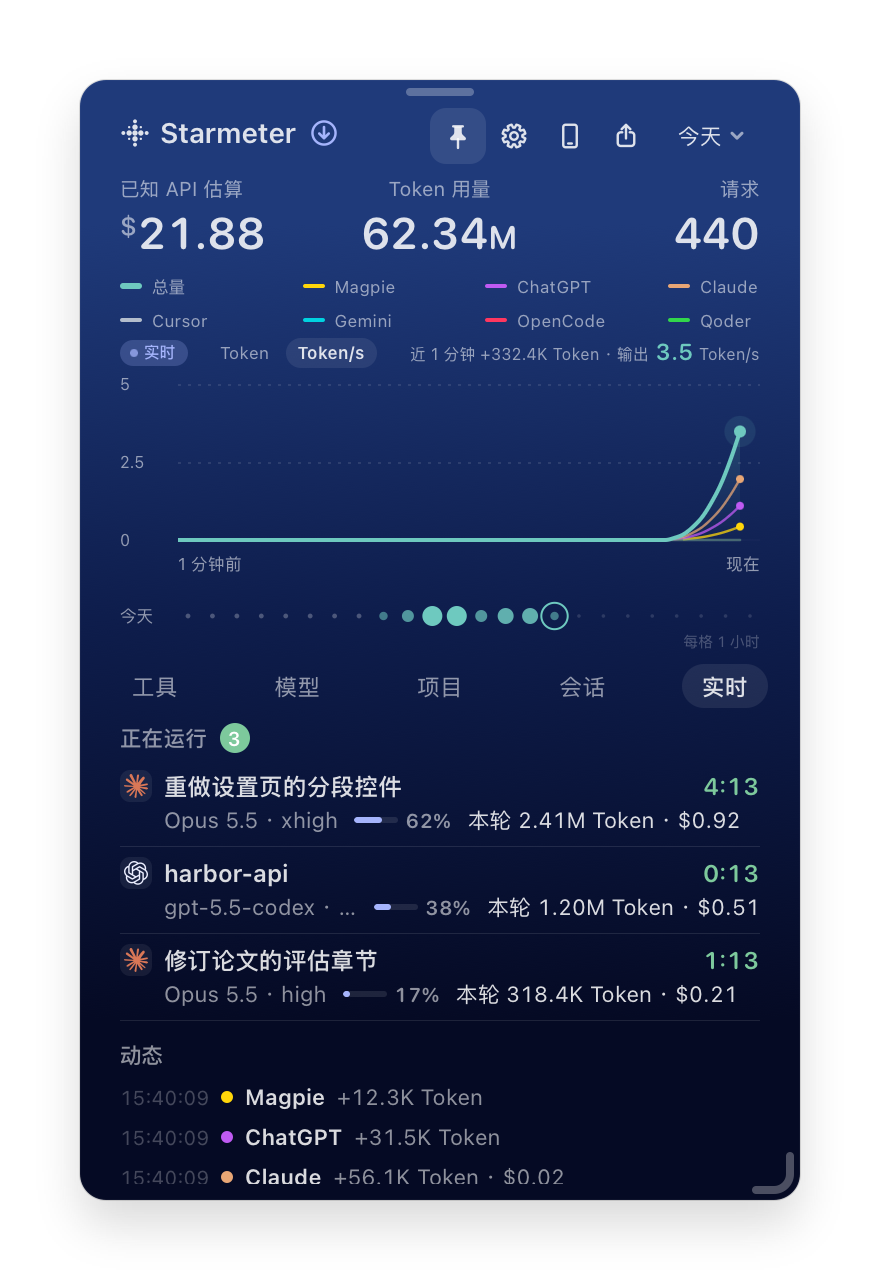 Starmeter
今天
已知 API 估算 Token 用量 请求
$21.88 62.34M 440
总量 Magpie ChatGPT Claude
Cursor Gemini OpenCode Qoder
实时 Token Token/s 近 1 分钟 +332.4K Token · 输出 3.5 Token/s
5
2.5
0
1 分钟前 现在
今天
每格 1 小时
工具 模型 项目 会话 实时
正在运行 3
重做设置页的分段控件 4:13
Opus 5.5 · xhigh 62% 本轮 2.41M Token · $0.92
harbor-api 0:13
gpt-5.5-codex · … 38% 本轮 1.20M Token · $0.51
修订论文的评估章节 1:13
Opus 5.5 · high 17% 本轮 318.4K Token · $0.21
动态
15:40:09 Magpie +12.3K Token
15:40:09 ChatGPT +31.5K Token
15:40:09 Claude +56.1K Token · $0.02